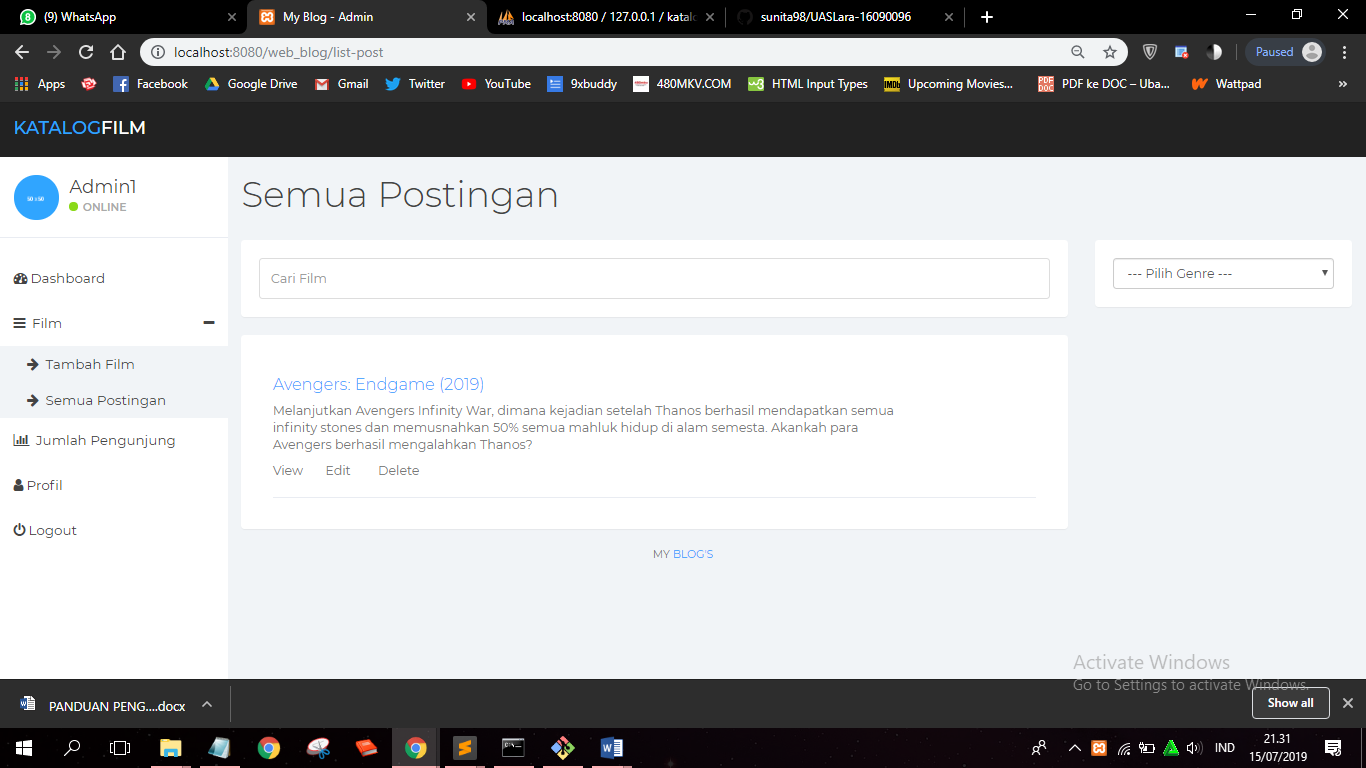 (9) WhatsApp
My Blog - Admin
localhost:8080 / 127.0.0.1 / katalo
sunita98/UASLara-16090096
localhost:8080/web_blog/list-post
Paused
Apps
Facebook
Google Drive
Gmail
Twitter
YouTube
9xbuddy
480MKV.COM
HTML Input Types
IMDb
Upcoming Movies...
PDF DOC
PDF ke DOC – Uba...
Wattpad
»
KATALOGFILM
50 x 50
Admin1
ONLINE
Dashboard
Film
Tambah Film
Semua Postingan
Jumlah Pengunjung
Profil
Logout
Semua Postingan
Cari Film
--- Pilih Genre ---
Avengers: Endgame (2019)
Melanjutkan Avengers Infinity War, dimana kejadian setelah Thanos berhasil mendapatkan semua
infinity stones dan memusnahkan 50% semua mahluk hidup di alam semesta. Akankah para
Avengers berhasil mengalahkan Thanos?
View Edit Delete
MY BLOG'S
Activate Windows
Go to Settings to activate Windows.
PANDUAN PENG....docx
Show all
IND
21.31
15/07/2019